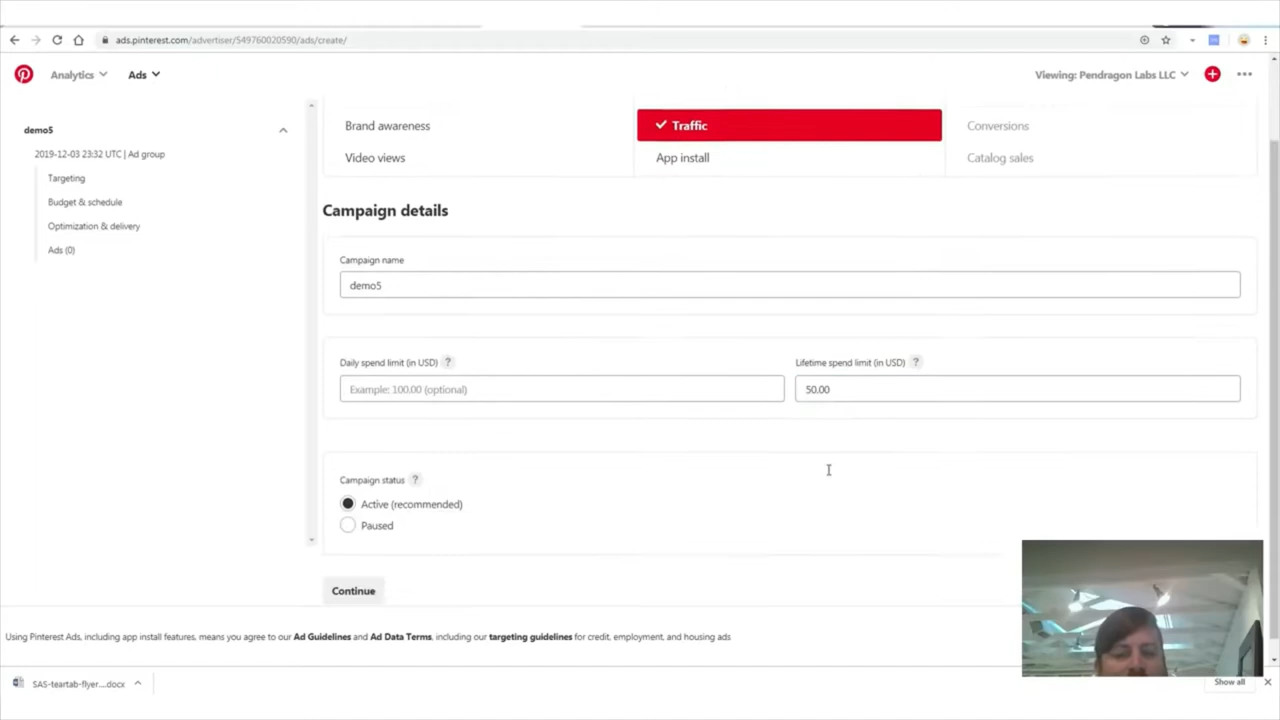 ads.pinterest.com/advertiser/549760020590/ads/create/
Analytics
Ads
Viewing: Pendragon Labs LLC
demo5
2019-12-03 23:32 UTC | Ad group
Targeting
Budget & schedule
Optimization & delivery
Ads (0)
Brand awareness
Traffic
Conversions
Video views
App install
Catalog sales
Campaign details
Campaign name
demo5
Daily spend limit (in USD) ?
Lifetime spend limit (in USD) ?
Example: 100.00 (optional)
50.00
Campaign status ?
Active (recommended)
Paused
Continue
Using Pinterest Ads, including app install features, means you agree to our Ad Guidelines and Ad Data Terms, including our targeting guidelines for credit, employment, and housing ads
SAS-teartab-flyer....docx
Show all